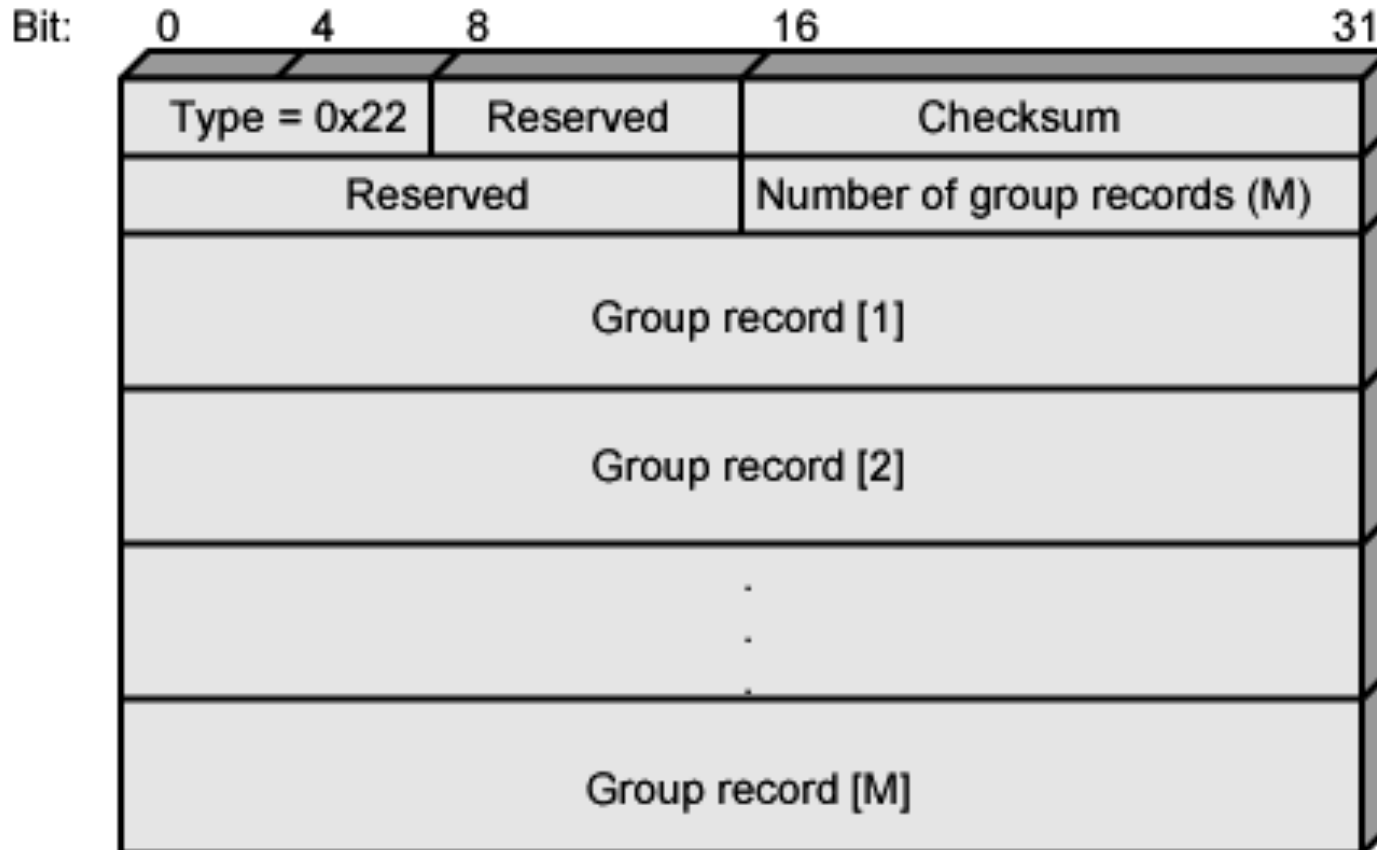 Bit: 0 4 8 16 31
Type = 0x22 Reserved Checksum
Reserved Number of group records (M)
Group record [1]
Group record [2]
.
.
.
Group record [M]